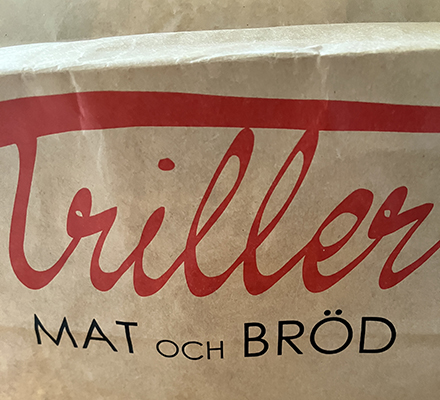 Triller
MAT OCH BRÖD